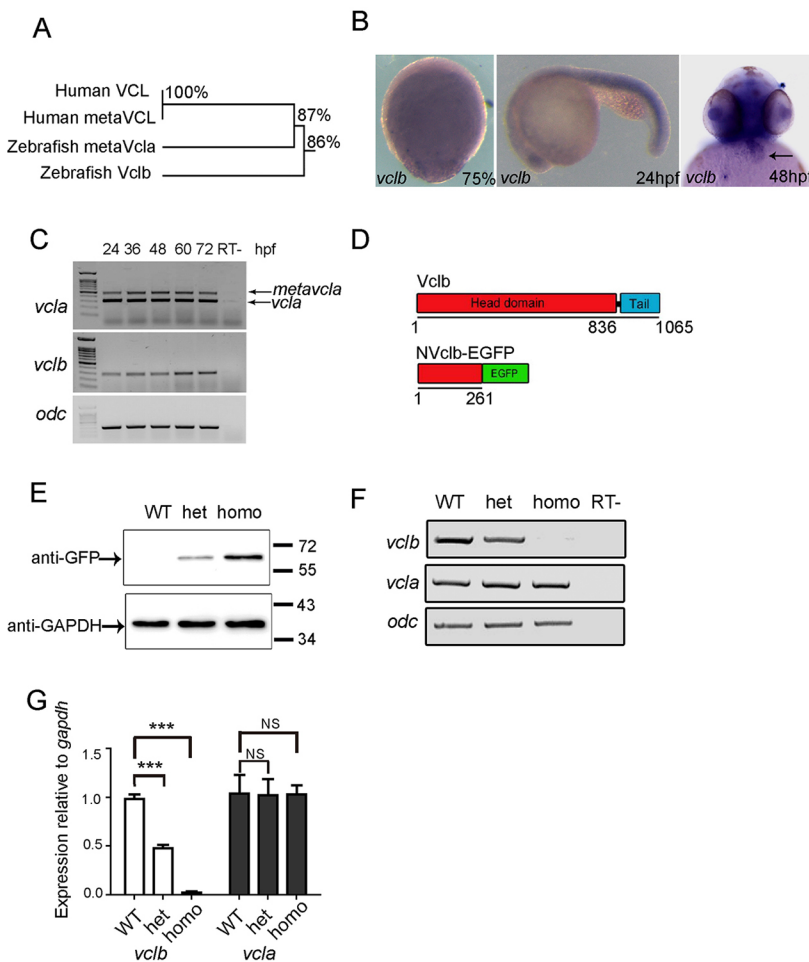 A
Human VCL
100%
Human metaVCL
87%
Zebrafish metaVcla
86%
Zebrafish Vclb
B
vclb
75%
vclb
24hpf
vclb
48hpf
C
24 36 48 60 72 RT- hpf
metavcla
vcla
vcla
vclb
odc
D
Vclb
Head domain
Tail
1
836
1065
NVclb-EGFP
EGFP
1
261
E
WT het homo
anti-GFP
72
55
anti-GAPDH
43
34
F
WT het homo RT-
vclb
vcla
odc
G
Expression relative to gapdh
1.5
1.0
0.5
0.0
***
***
NS
NS
WT het homo
WT het homo
vclb
vcla